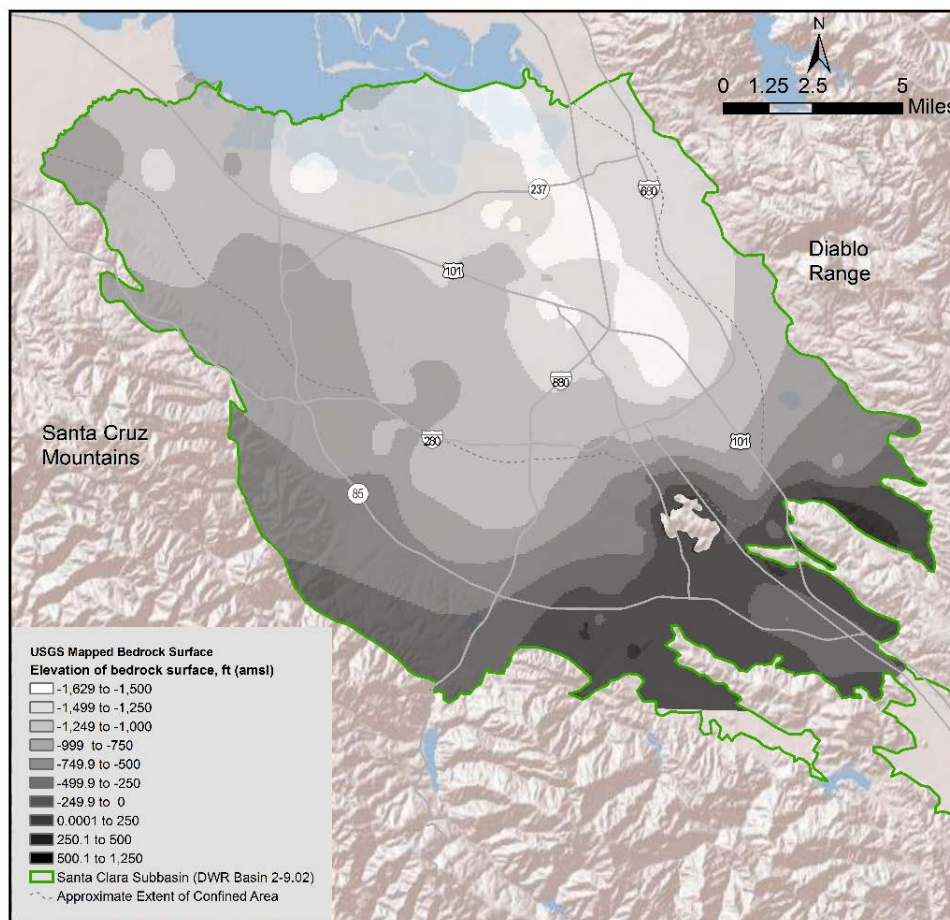 N
0 1.25 2.5 5
Miles
237
680
Diablo
Range
101
880
Santa Cruz
Mountains
280
101
85
USGS Mapped Bedrock Surface
Elevation of bedrock surface, ft (amsl)
-1,629 to -1,500
-1,499 to -1,250
-1,249 to -1,000
-999 to -750
-749.9 to -500
-499.9 to -250
-249.9 to 0
0.0001 to 250
250.1 to 500
500.1 to 1,250
Santa Clara Subbasin (DWR Basin 2-9.02)
Approximate Extent of Confined Area